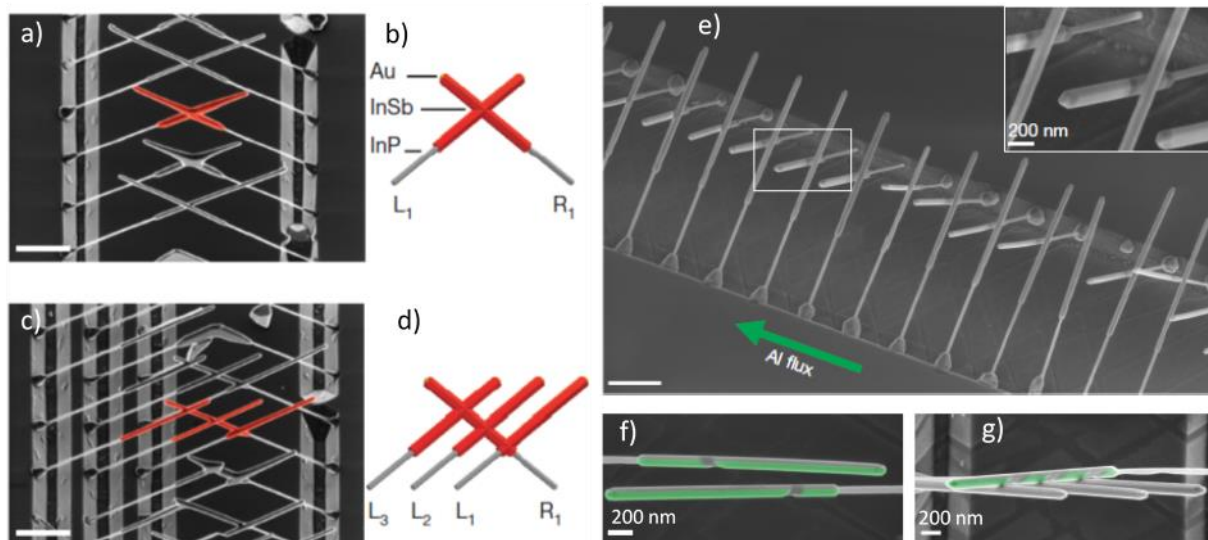 a)
b)
Au
InSb
InP
L₁
R₁
c)
d)
L₃
L₂
L₁
R₁
e)
200 nm
Al flux
f)
200 nm
g)
200 nm